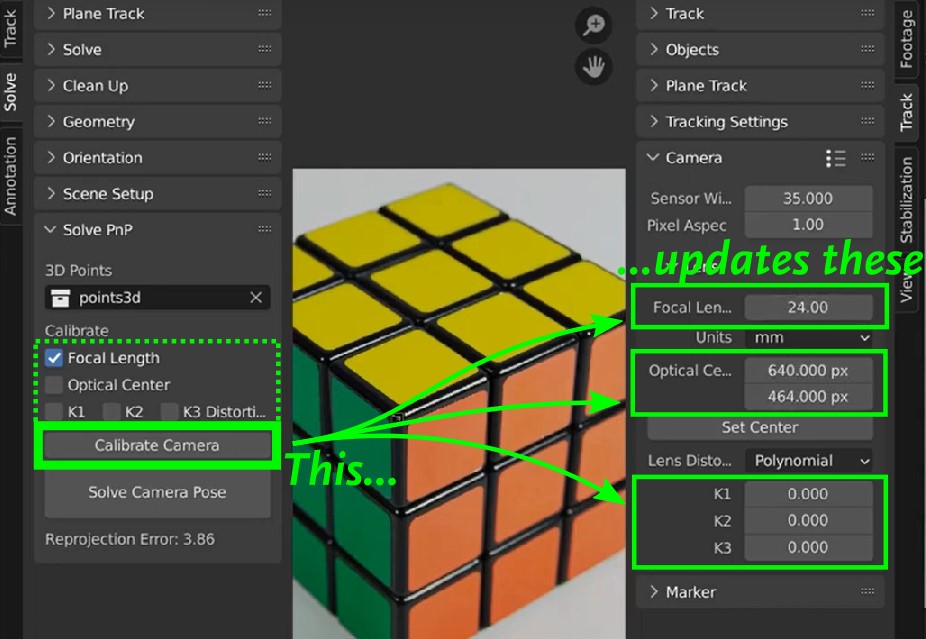 Track
Solve
Annotation
Plane Track
Solve
Clean Up
Geometry
Orientation
Scene Setup
Solve PnP
3D Points
points3d
Calibrate
Focal Length
Optical Center
K1 K2 K3 Distorti...
Calibrate Camera
Solve Camera Pose
Reprojection Error: 3.86
This...
...updates these
Track
Objects
Plane Track
Tracking Settings
Camera
Sensor Wi... 35.000
Pixel Aspec 1.00
Focal Len... 24.00
Units mm
Optical Ce... 640.000 px
464.000 px
Set Center
Lens Disto... Polynomial
K1 0.000
K2 0.000
K3 0.000
Marker
Footage
Track
Stabilization